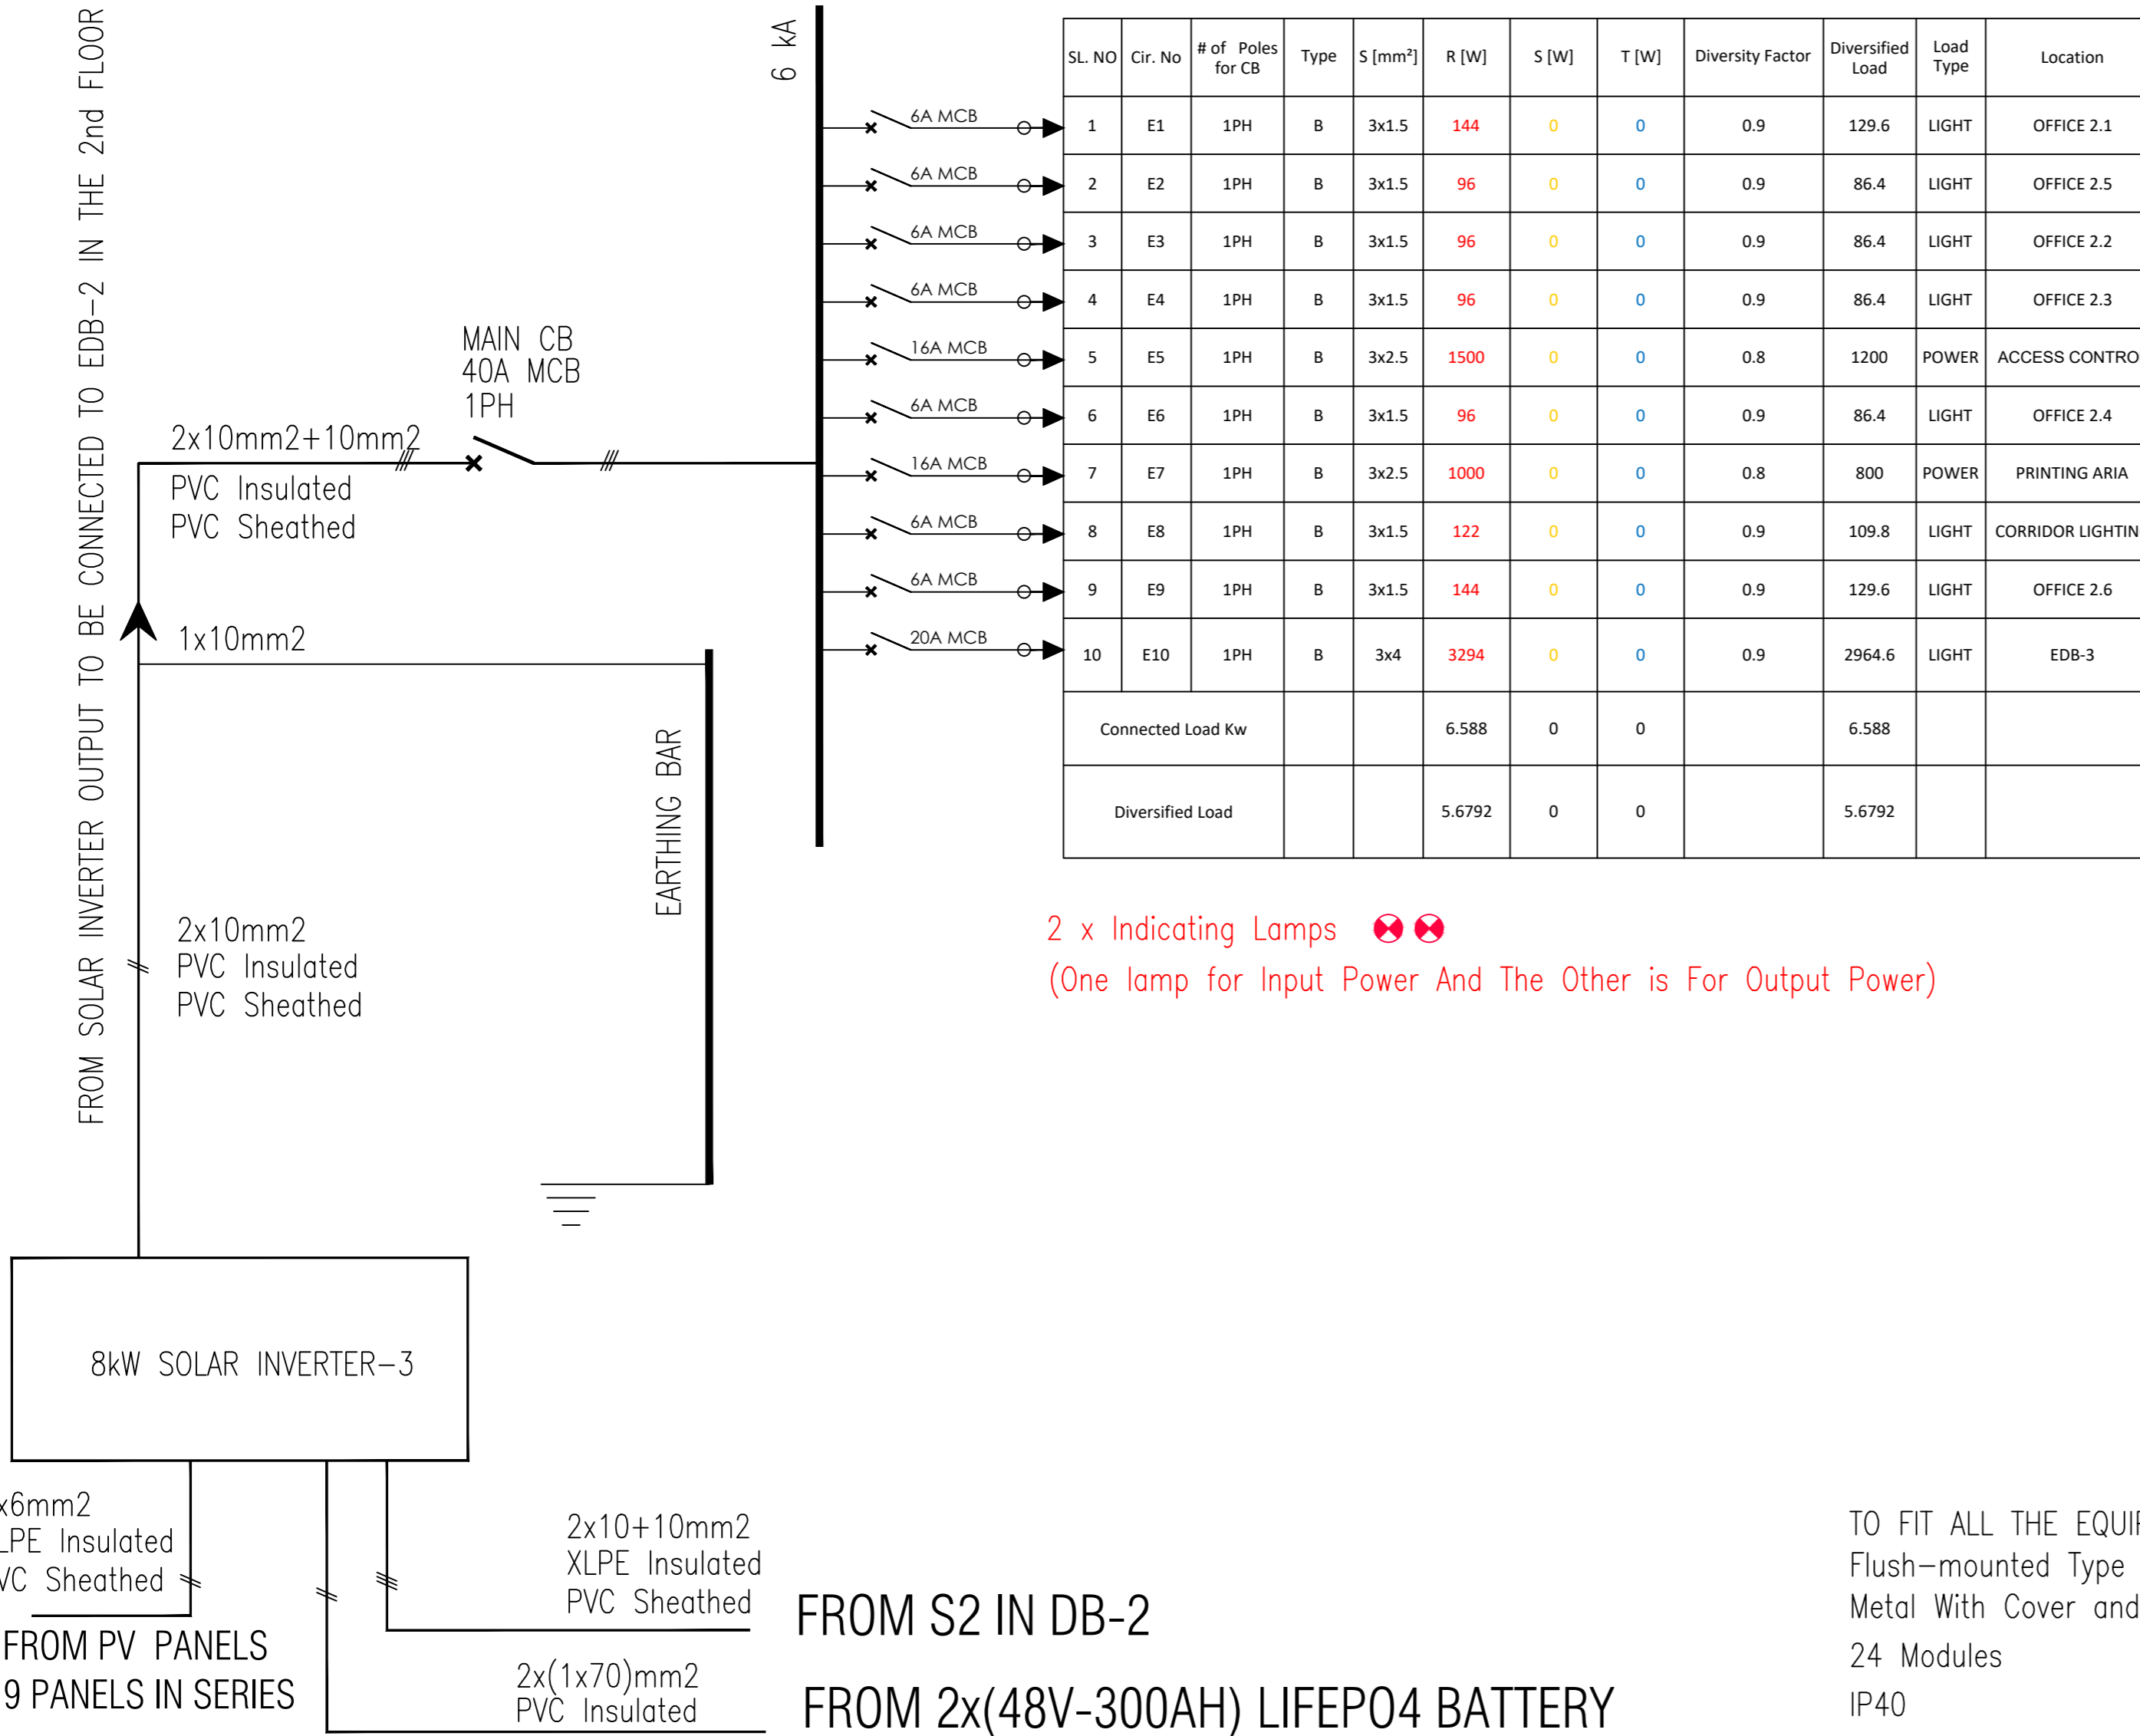 FROM SOLAR INVERTER OUTPUT TO BE CONNECTED TO EDB-2 IN THE 2nd FLOOR
6 kA
MAIN CB
40A MCB
1PH
2x10mm2+10mm2
PVC Insulated
PVC Sheathed
1x10mm2
EARTHING BAR
2x10mm2
PVC Insulated
PVC Sheathed
8kW SOLAR INVERTER-3
x6mm2
LPE Insulated
VC Sheathed
FROM PV PANELS
9 PANELS IN SERIES
2x10+10mm2
XLPE Insulated
PVC Sheathed
FROM S2 IN DB-2
2x(1x70)mm2
PVC Insulated
FROM 2x(48V-300AH) LIFEPO4 BATTERY
SL. NO Cir. No # of Poles for CB Type S [mm²] R [W] S [W] T [W] Diversity Factor Diversified Load Load Type Location
6A MCB 1 E1 1PH B 3x1.5 144 0 0 0.9 129.6 LIGHT OFFICE 2.1
6A MCB 2 E2 1PH B 3x1.5 96 0 0 0.9 86.4 LIGHT OFFICE 2.5
6A MCB 3 E3 1PH B 3x1.5 96 0 0 0.9 86.4 LIGHT OFFICE 2.2
6A MCB 4 E4 1PH B 3x1.5 96 0 0 0.9 86.4 LIGHT OFFICE 2.3
16A MCB 5 E5 1PH B 3x2.5 1500 0 0 0.8 1200 POWER ACCESS CONTRO
6A MCB 6 E6 1PH B 3x1.5 96 0 0 0.9 86.4 LIGHT OFFICE 2.4
16A MCB 7 E7 1PH B 3x2.5 1000 0 0 0.8 800 POWER PRINTING ARIA
6A MCB 8 E8 1PH B 3x1.5 122 0 0 0.9 109.8 LIGHT CORRIDOR LIGHTIN
6A MCB 9 E9 1PH B 3x1.5 144 0 0 0.9 129.6 LIGHT OFFICE 2.6
20A MCB 10 E10 1PH B 3x4 3294 0 0 0.9 2964.6 LIGHT EDB-3
Connected Load Kw 6.588 0 0 6.588
Diversified Load 5.6792 0 0 5.6792
2 x Indicating Lamps
(One lamp for Input Power And The Other is For Output Power)
TO FIT ALL THE EQUI
Flush-mounted Type
Metal With Cover and
24 Modules
IP40